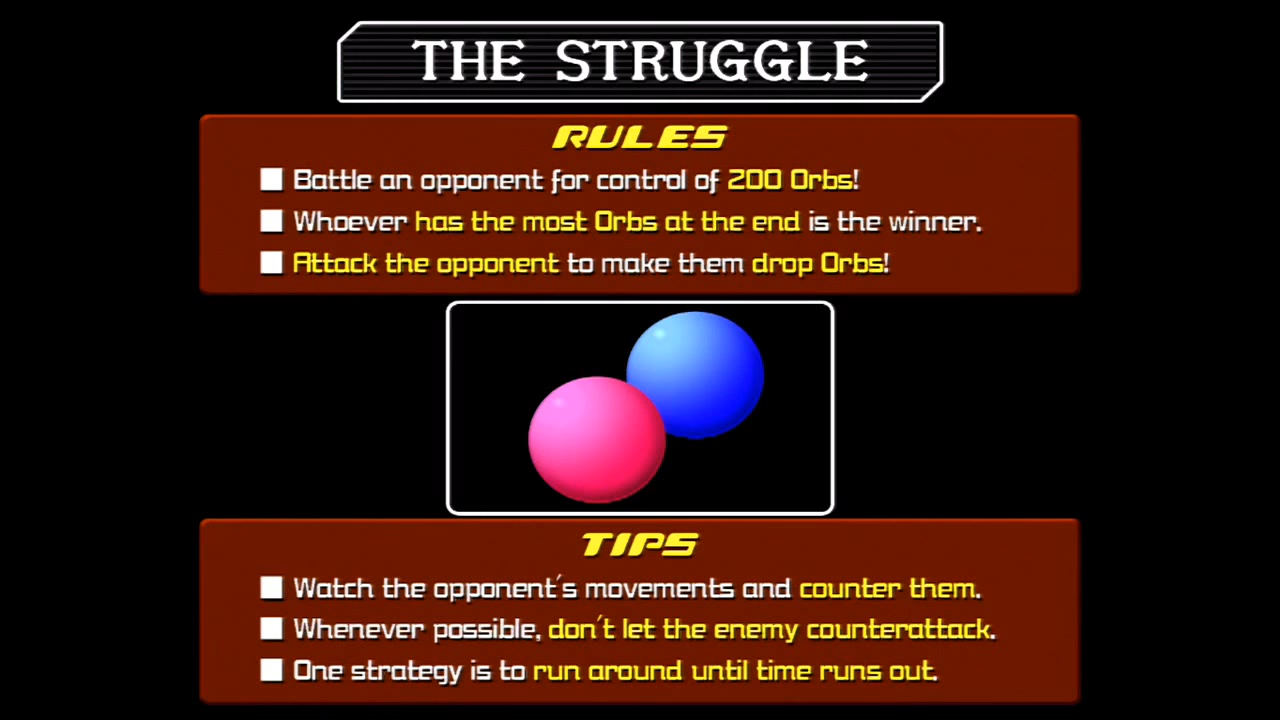 THE STRUGGLE
RULES
Battle an opponent for control of 200 Orbs!
Whoever has the most Orbs at the end is the winner.
Attack the opponent to make them drop Orbs!
TIPS
Watch the opponent's movements and counter them.
Whenever possible, don't let the enemy counterattack.
One strategy is to run around until time runs out.